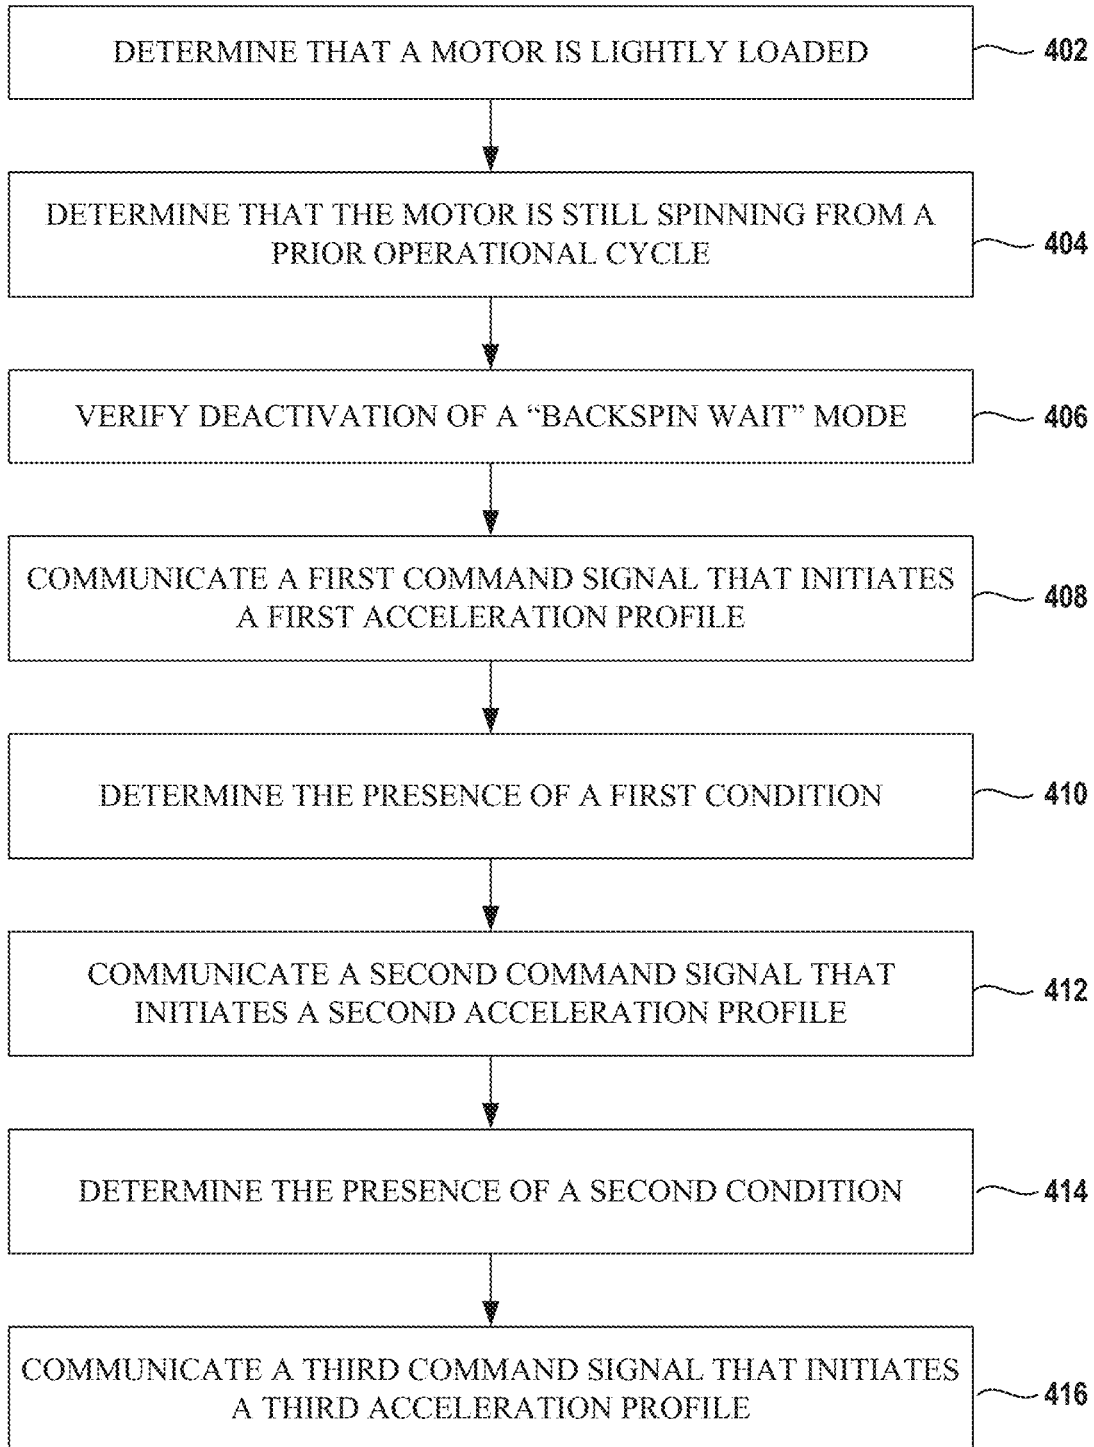 DETERMINE THAT A MOTOR IS LIGHTLY LOADED
402
DETERMINE THAT THE MOTOR IS STILL SPINNING FROM A
PRIOR OPERATIONAL CYCLE
404
VERIFY DEACTIVATION OF A “BACKSPIN WAIT” MODE
406
COMMUNICATE A FIRST COMMAND SIGNAL THAT INITIATES
A FIRST ACCELERATION PROFILE
408
DETERMINE THE PRESENCE OF A FIRST CONDITION
410
COMMUNICATE A SECOND COMMAND SIGNAL THAT
INITIATES A SECOND ACCELERATION PROFILE
412
DETERMINE THE PRESENCE OF A SECOND CONDITION
414
COMMUNICATE A THIRD COMMAND SIGNAL THAT INITIATES
A THIRD ACCELERATION PROFILE
416